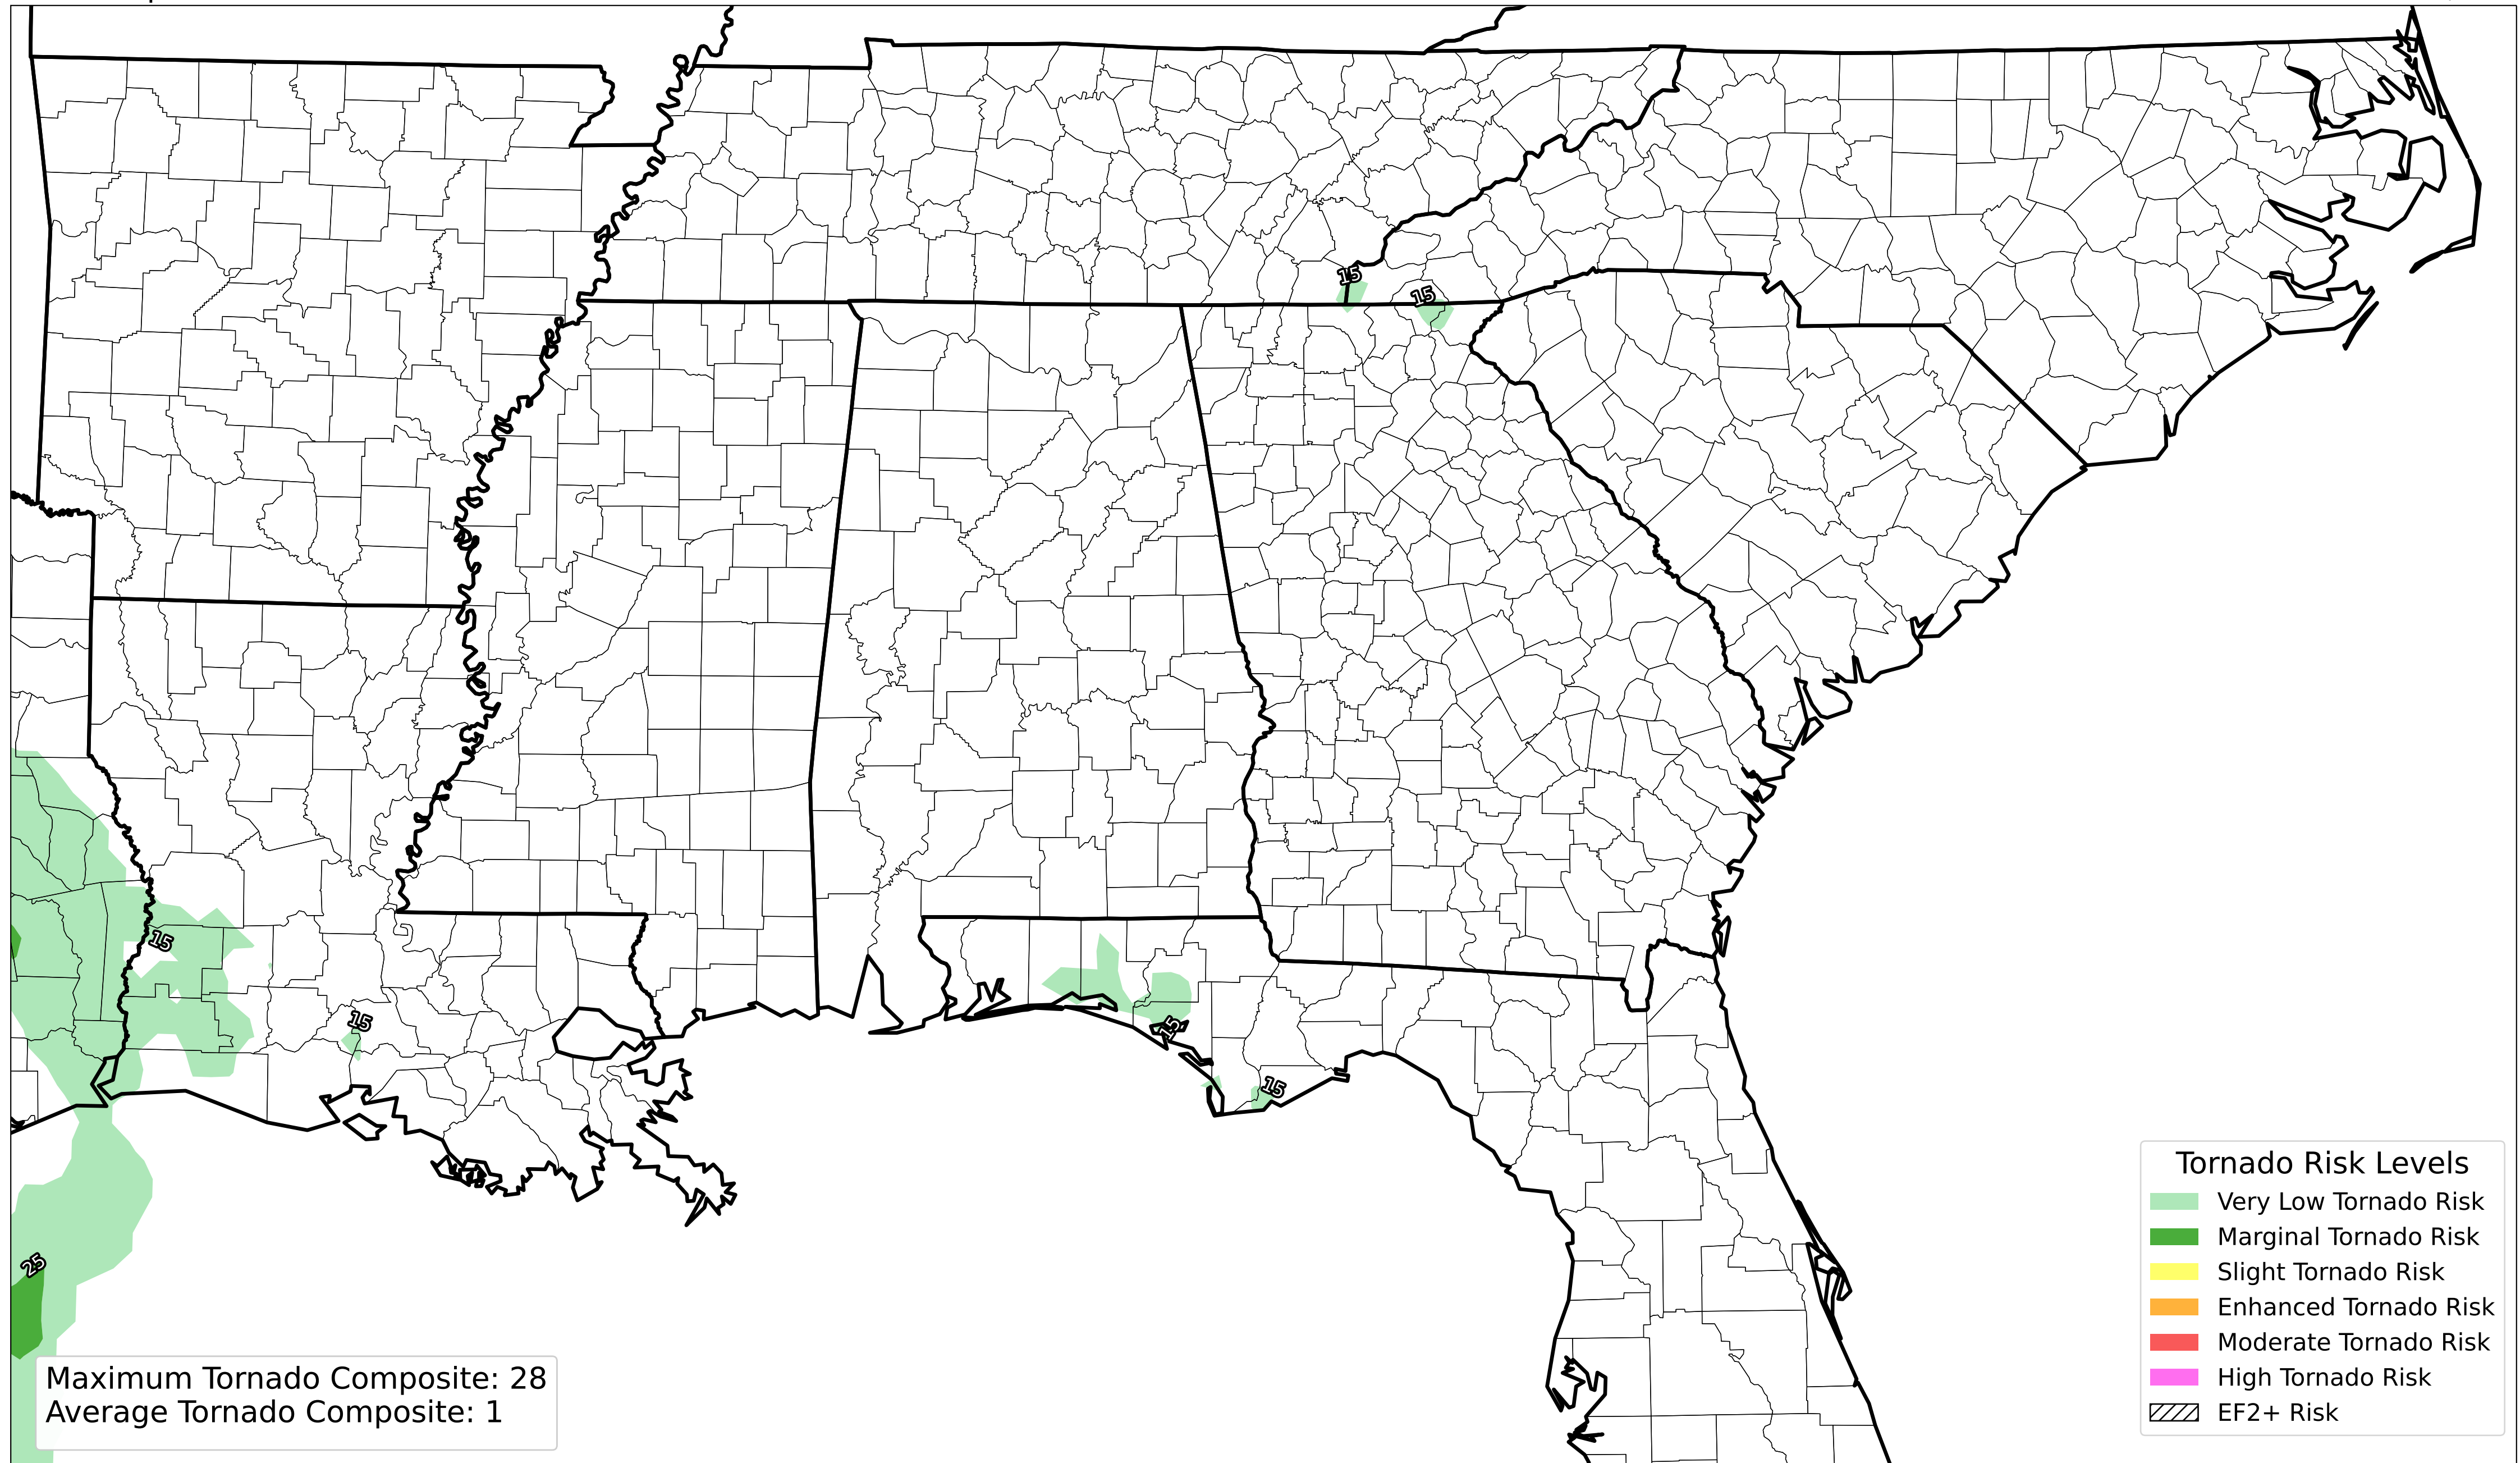 15
15
15
15
15
15
25
Tornado Risk Levels
Very Low Tornado Risk
Marginal Tornado Risk
Slight Tornado Risk
Enhanced Tornado Risk
Moderate Tornado Risk
High Tornado Risk
EF2+ Risk
Maximum Tornado Composite: 28
Average Tornado Composite: 1